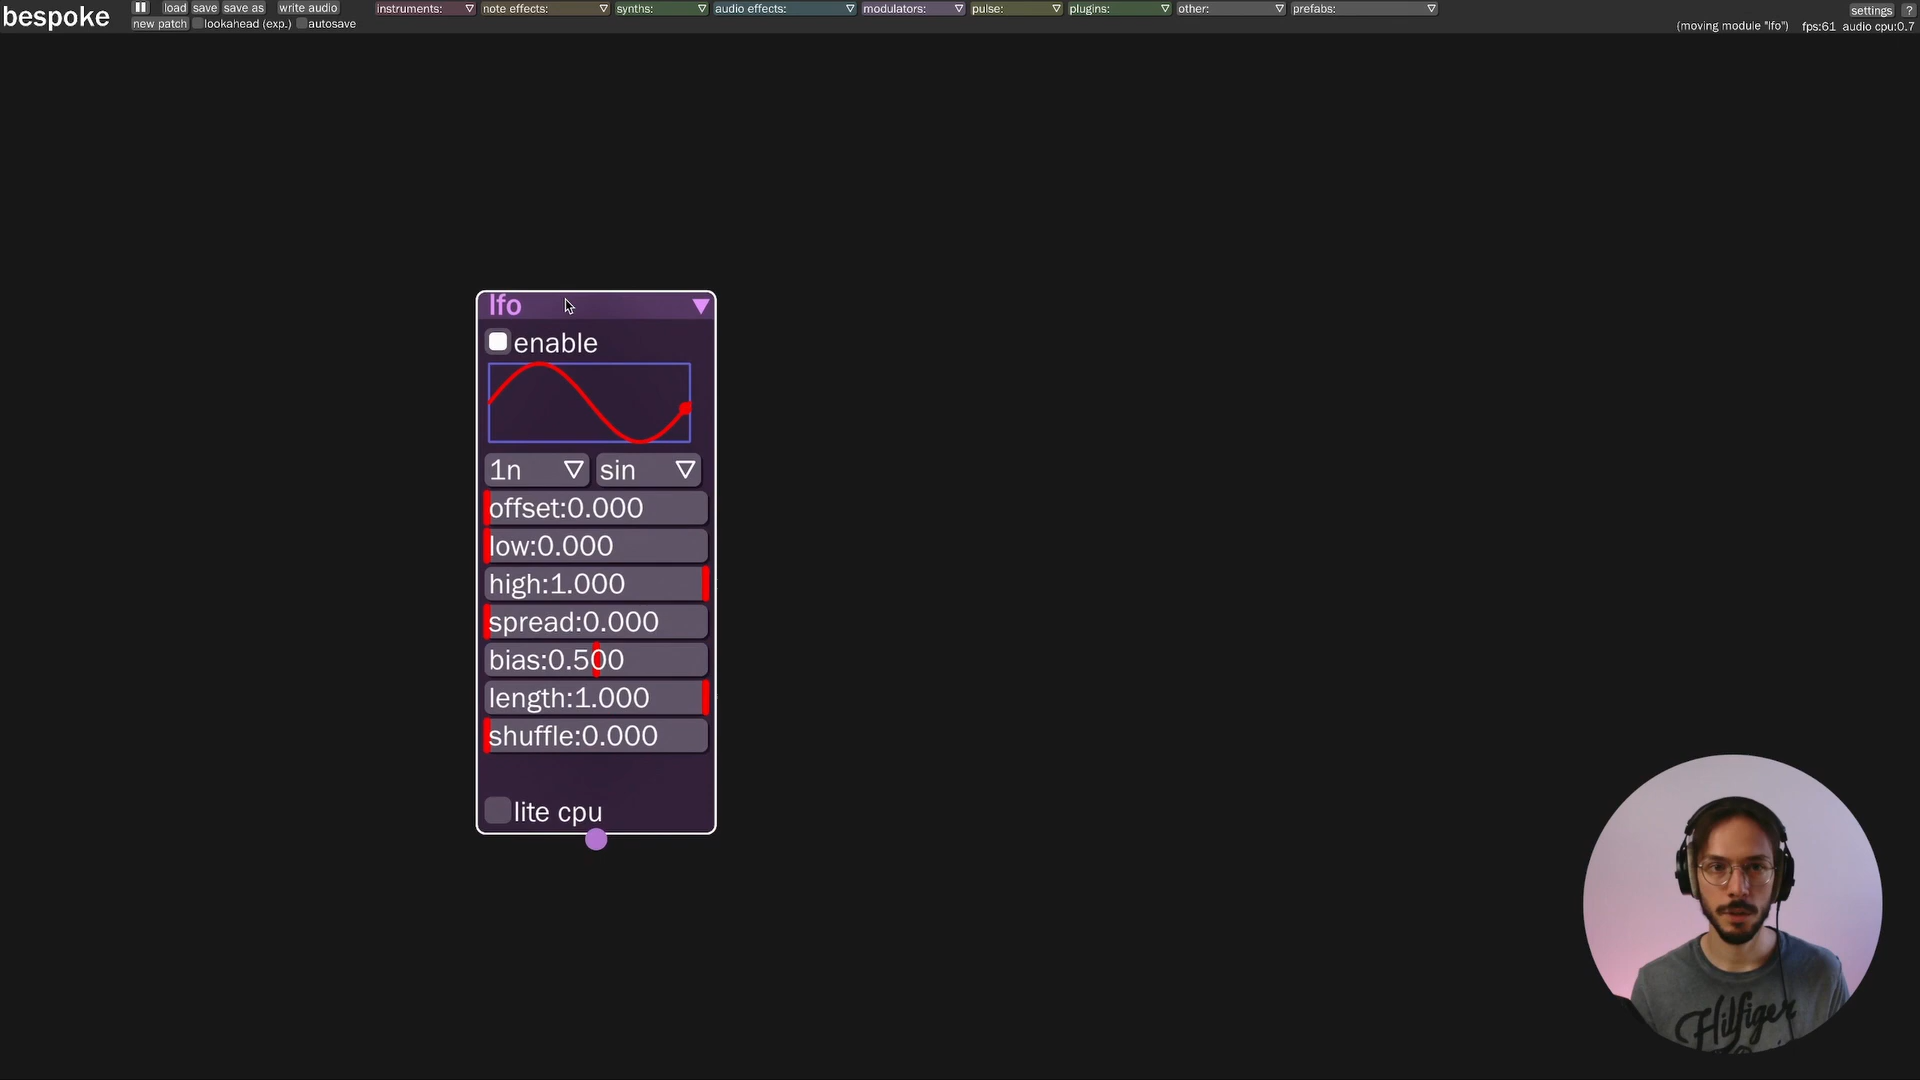 bespoke
load save save as write audio
new patch lookahead (exp.) autosave
instruments: note effects: synths: audio effects: modulators: pulse: plugins: other: prefabs:
settings ?
(moving module "lfo") fps:61 audio cpu:0.7
lfo
enable
1n sin
offset:0.000
low:0.000
high:1.000
spread:0.000
bias:0.500
length:1.000
shuffle:0.000
lite cpu
Hilfiger